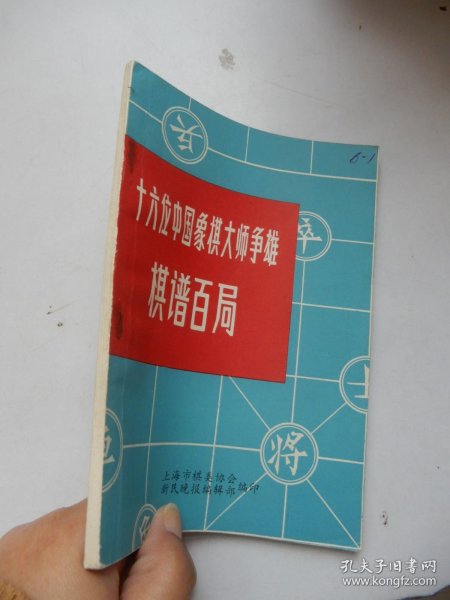 兵
6-1
十六位中国象棋大师争雄
棋谱百局
卒
士
将
上海市棋类协会
新民晚报编辑部 编印
孔夫子旧书网
www.kongfz.com